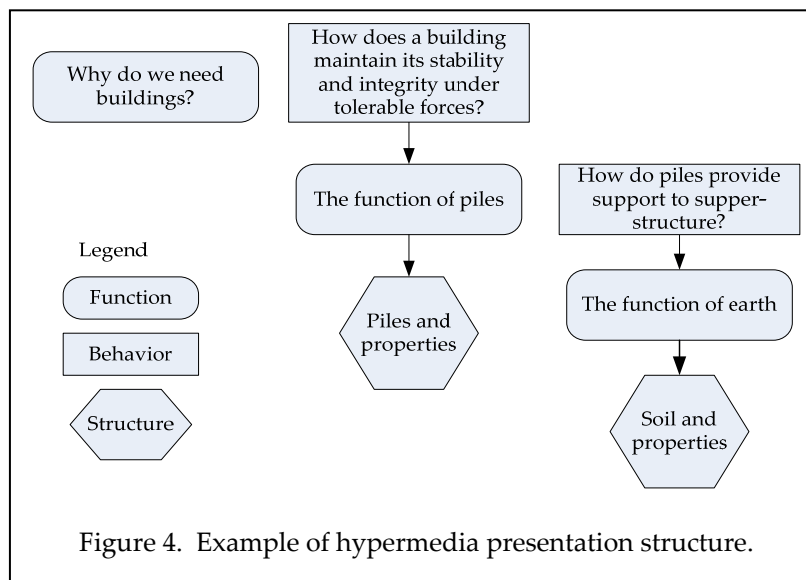 Why do we need
buildings?
How does a building
maintain its stability
and integrity under
tolerable forces?
The function of piles
Piles and
properties
How do piles provide
support to supper-
structure?
The function of earth
Soil and
properties
Legend
Function
Behavior
Structure
Figure 4. Example of hypermedia presentation structure.